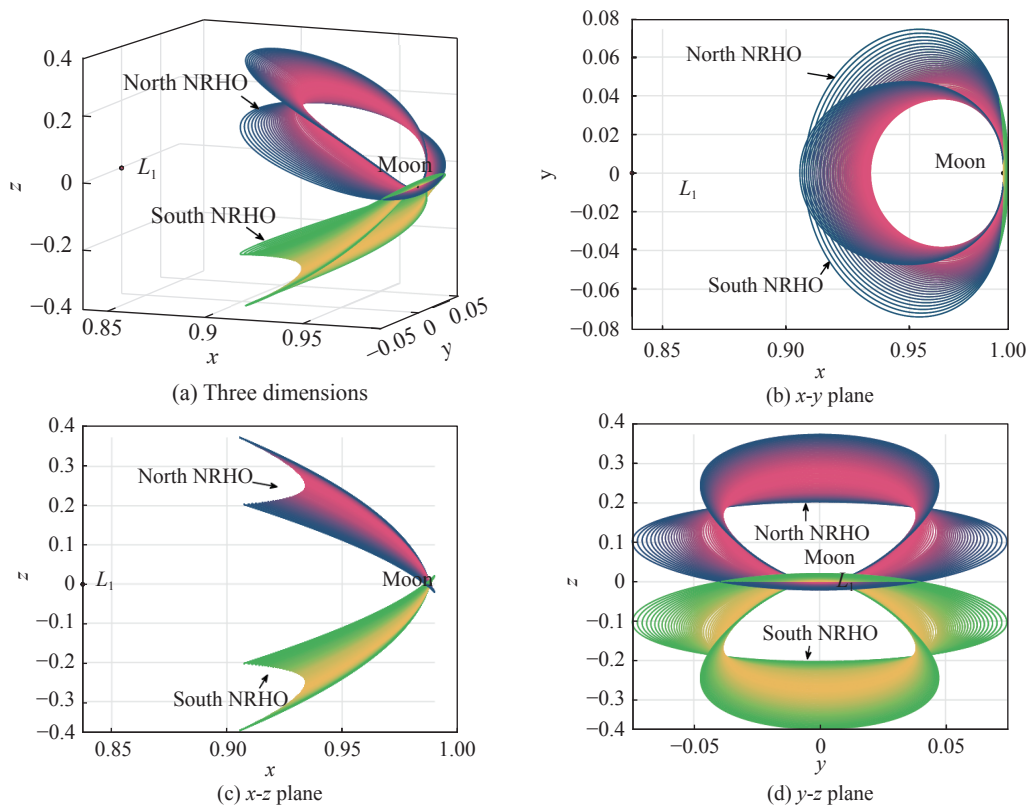 0.4
North NRHO
0.2
Moon
z
L1
0
South NRHO
−0.2
−0.4
0.85
0.9
0.95
x
−0.05
0
0.05
y
(a) Three dimensions
0.08
North NRHO
0.06
0.04
0.02
Moon
y
0
L1
−0.02
−0.04
South NRHO
−0.06
−0.08
0.85
0.90
0.95
1.00
x
(b) x-y plane
0.4
0.3
North NRHO
0.2
0.1
Moon
z
0
L1
−0.1
−0.2
South NRHO
−0.3
−0.4
0.85
0.90
0.95
1.00
x
(c) x-z plane
0.4
0.3
0.2
North NRHO
0.1
Moon
z
0
L1
−0.1
South NRHO
−0.2
−0.3
−0.4
−0.05
0
0.05
y
(d) y-z plane